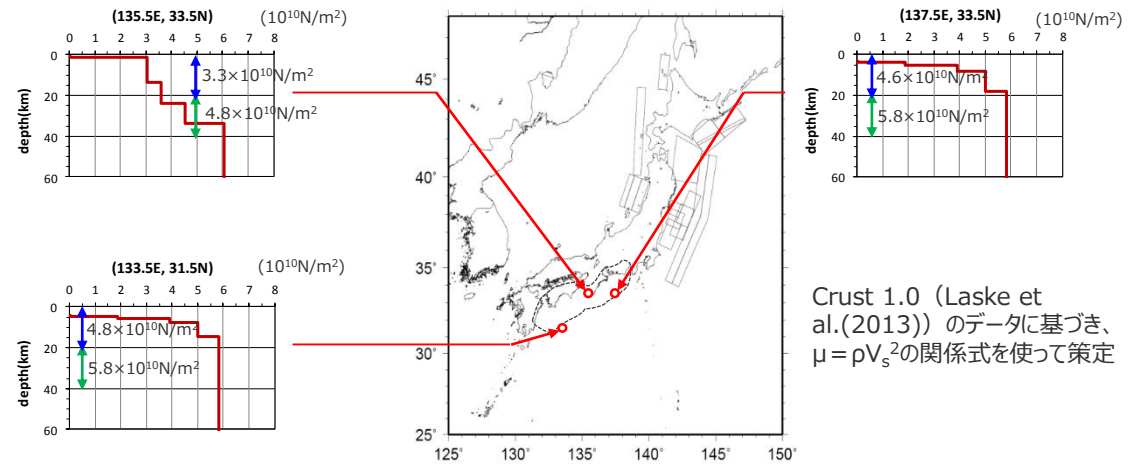 (135.5E, 33.5N)
(10¹⁰N/m²)
0 1 2 3 4 5 6 7 8
0
20
40
60
depth(km)
3.3×10¹⁰N/m²
4.8×10¹⁰N/m²
(133.5E, 31.5N)
(10¹⁰N/m²)
0 1 2 3 4 5 6 7 8
0
20
40
60
depth(km)
4.8×10¹⁰N/m²
5.8×10¹⁰N/m²
45°
40°
35°
30°
25°
125° 130° 135° 140° 145° 150°
(137.5E, 33.5N)
(10¹⁰N/m²)
0 1 2 3 4 5 6 7 8
0
20
40
60
depth(km)
4.6×10¹⁰N/m²
5.8×10¹⁰N/m²
Crust 1.0（Laske et
al.(2013)）のデータに基づき、
μ＝ρVₛ²の関係式を使って策定